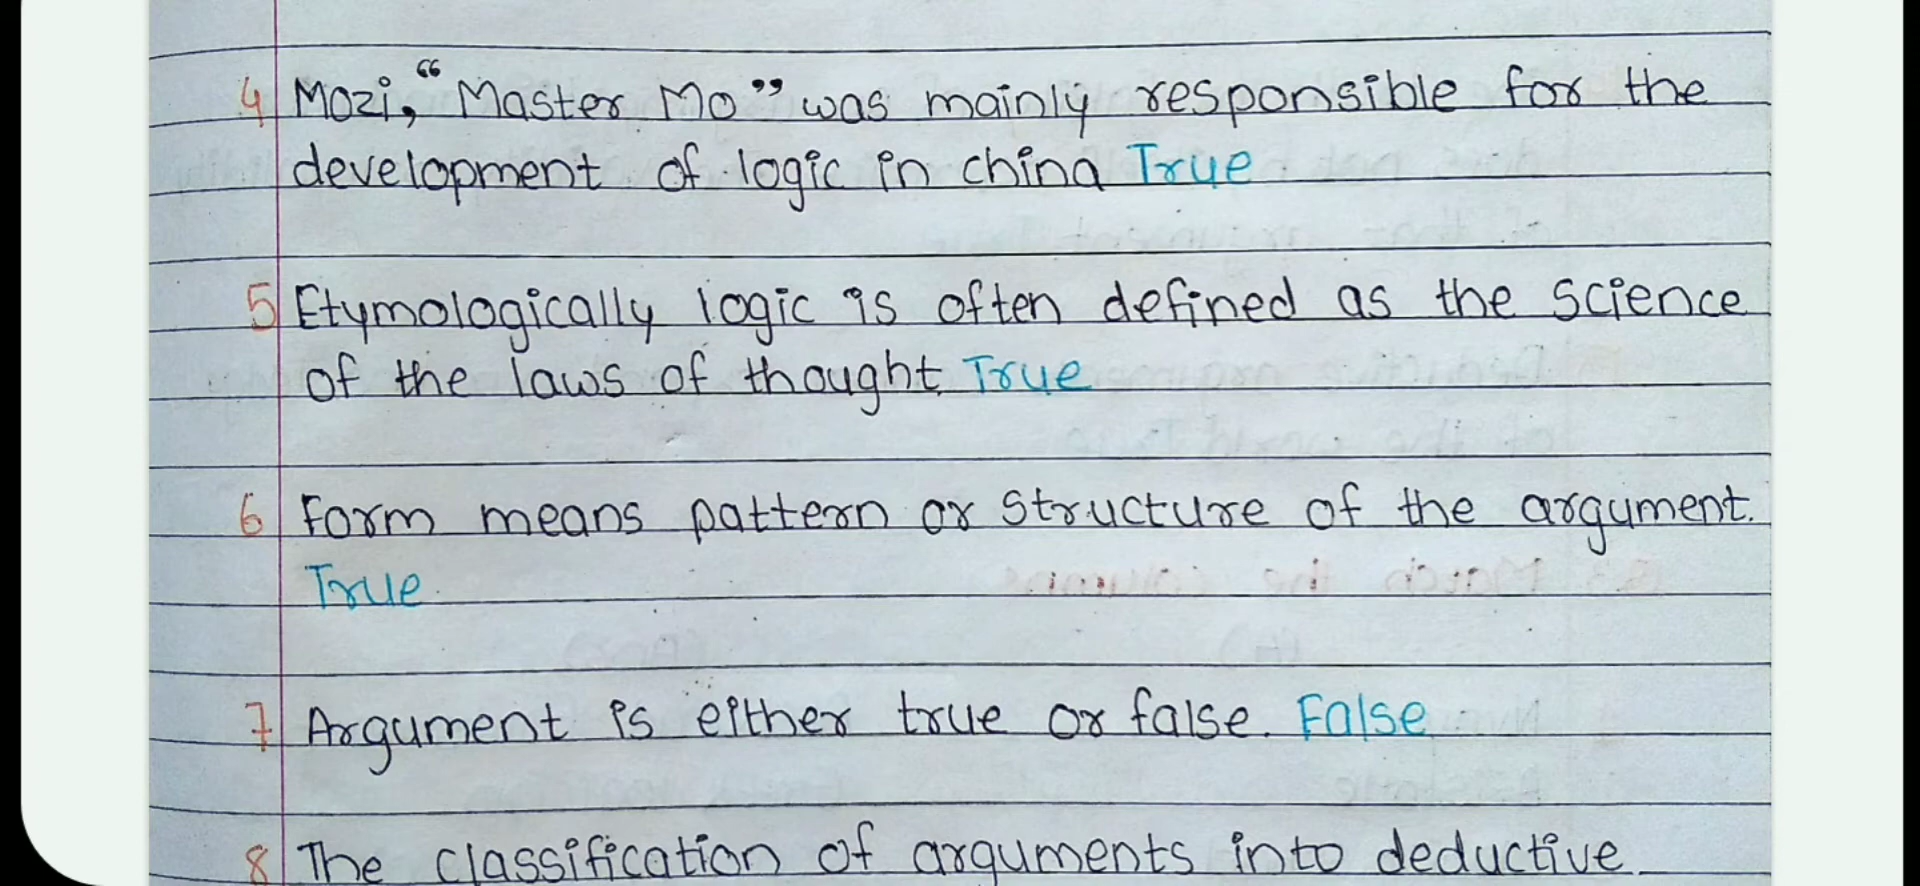 4 Mozi, “Master Mo” was mainly responsible for the
development of logic in china True
5 Etymologically logic is often defined as the science
of the laws of thought True
6 Form means pattern or structure of the argument.
True
7 Argument is either true or false. False
8 The classification of arguments into deductive